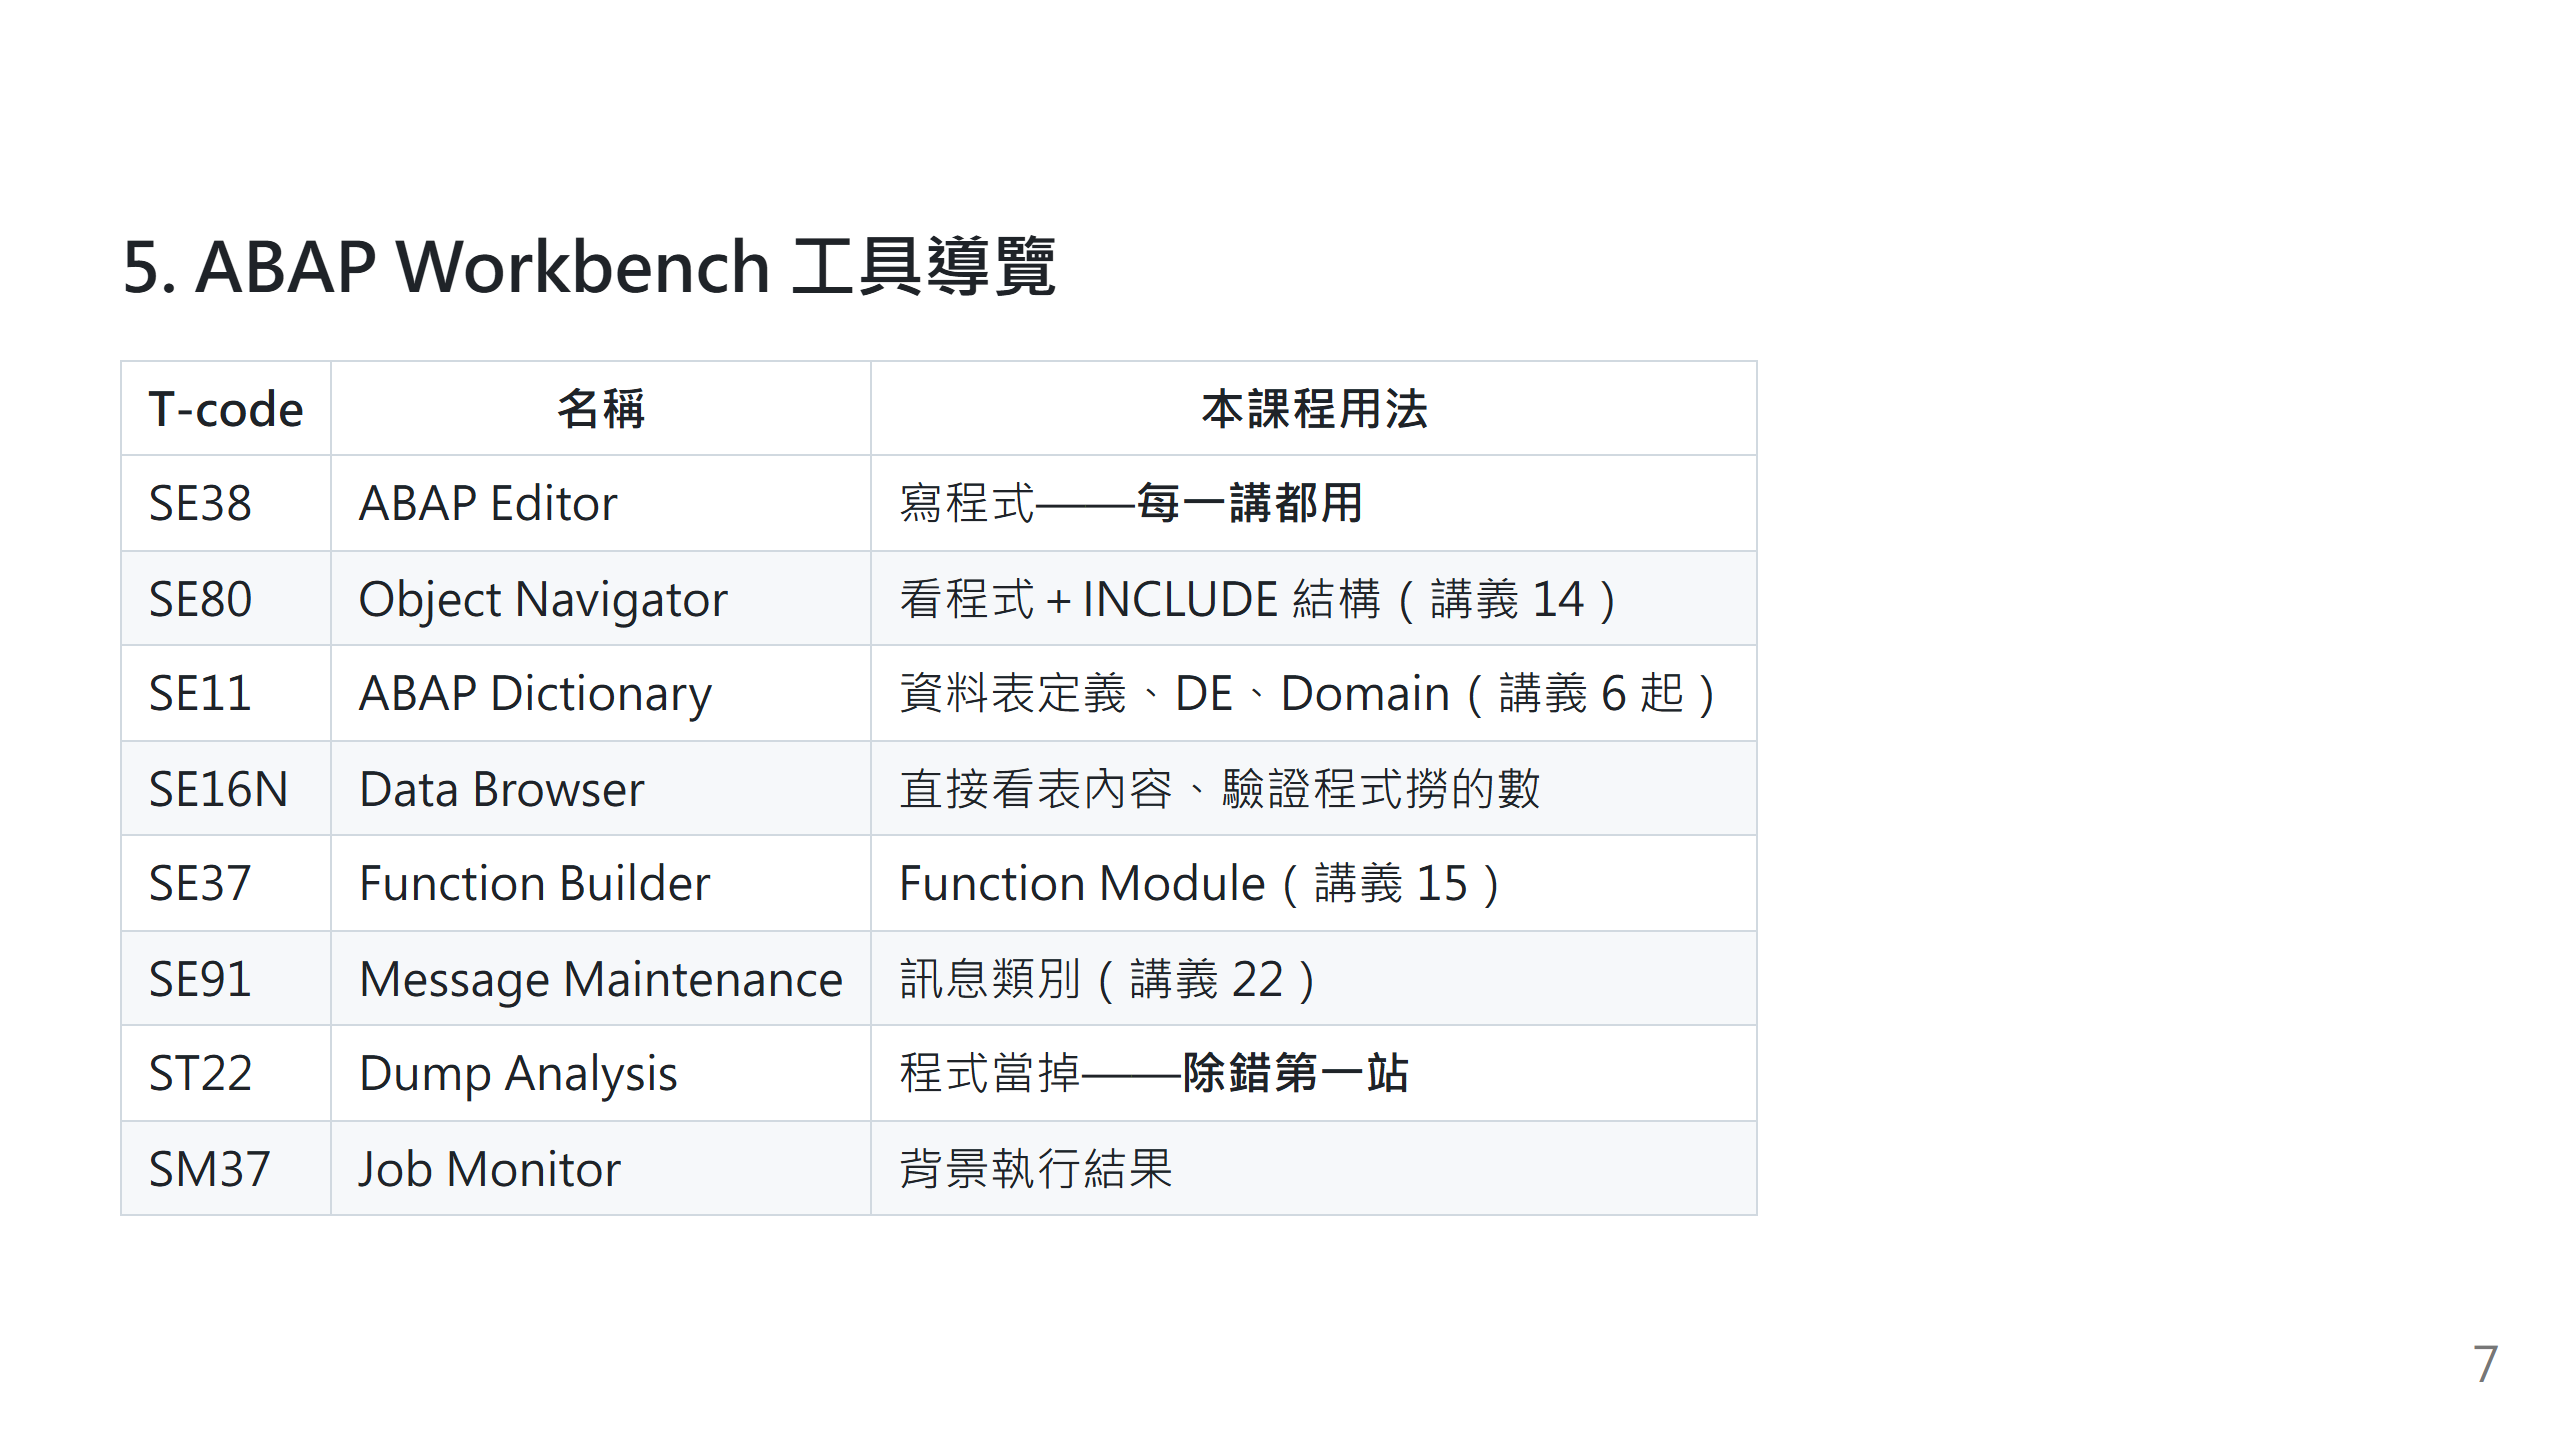 5. ABAP Workbench 工具導覽
T-code 名稱 本課程用法
SE38 ABAP Editor 寫程式——每一講都用
SE80 Object Navigator 看程式 + INCLUDE 結構（講義 14）
SE11 ABAP Dictionary 資料表定義、DE、Domain（講義 6 起）
SE16N Data Browser 直接看表內容、驗證程式撈的數
SE37 Function Builder Function Module（講義 15）
SE91 Message Maintenance 訊息類別（講義 22）
ST22 Dump Analysis 程式當掉——除錯第一站
SM37 Job Monitor 背景執行結果
7